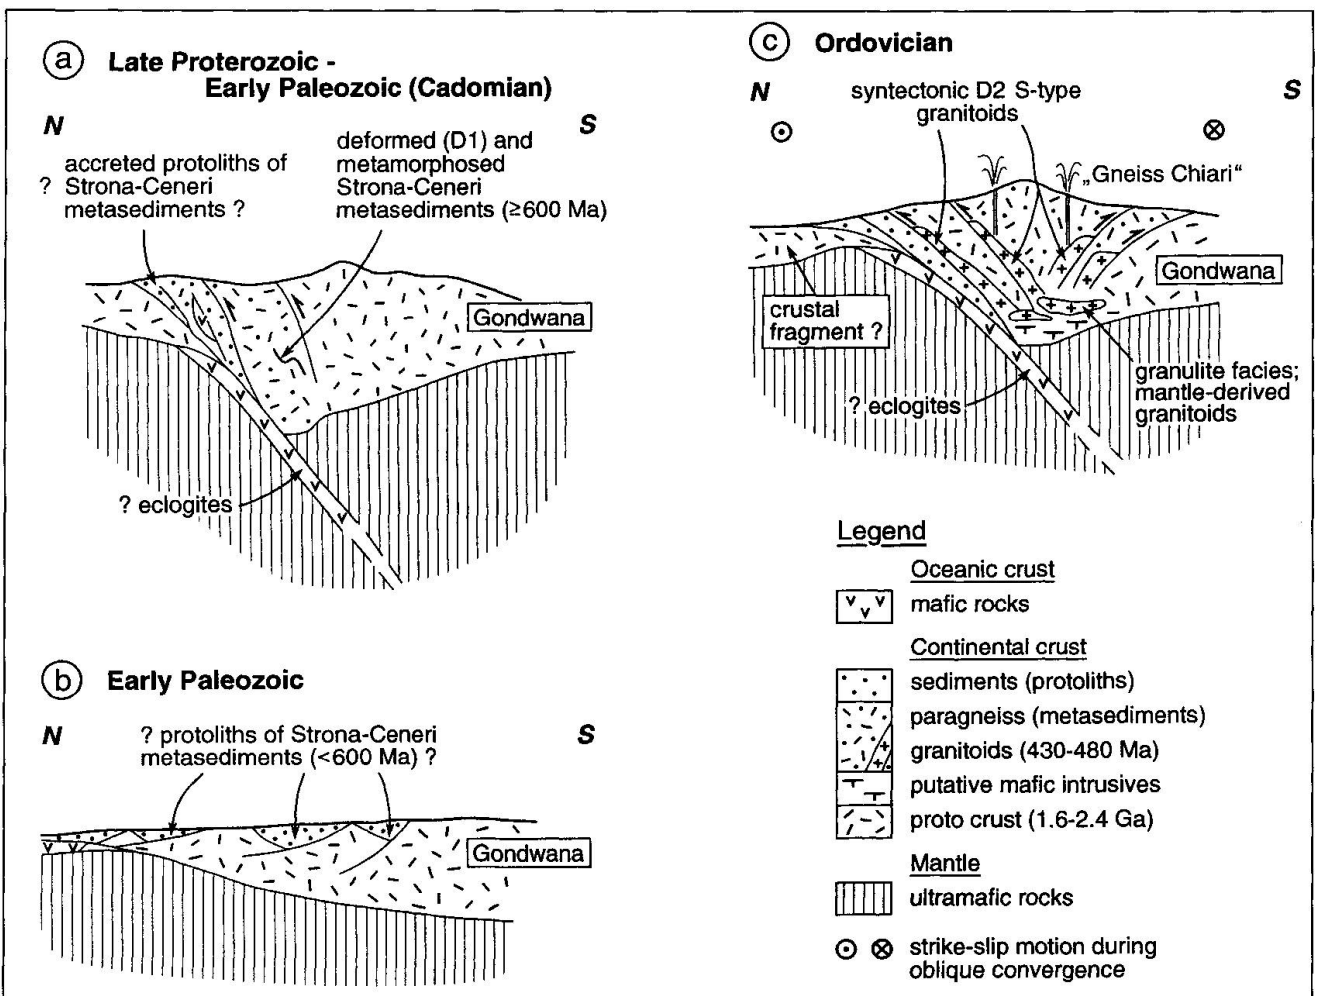 a Late Proterozoic -
Early Paleozoic (Cadomian)
N
S
accreted protoliths of
? Strona-Ceneri
metasediments ?
deformed (D1) and
metamorphosed
Strona-Ceneri
metasediments (≥600 Ma)
Gondwana
? eclogites
b Early Paleozoic
N
S
? protoliths of Strona-Ceneri
metasediments (<600 Ma) ?
Gondwana
c Ordovician
N
S
syntectonic D2 S-type
granitoids
„Gneiss Chiari“
Gondwana
crustal
fragment ?
? eclogites
granulite facies;
mantle-derived
granitoids
Legend
Oceanic crust
mafic rocks
Continental crust
sediments (protoliths)
paragneiss (metasediments)
granitoids (430-480 Ma)
putative mafic intrusives
proto crust (1.6-2.4 Ga)
Mantle
ultramafic rocks
strike-slip motion during
oblique convergence